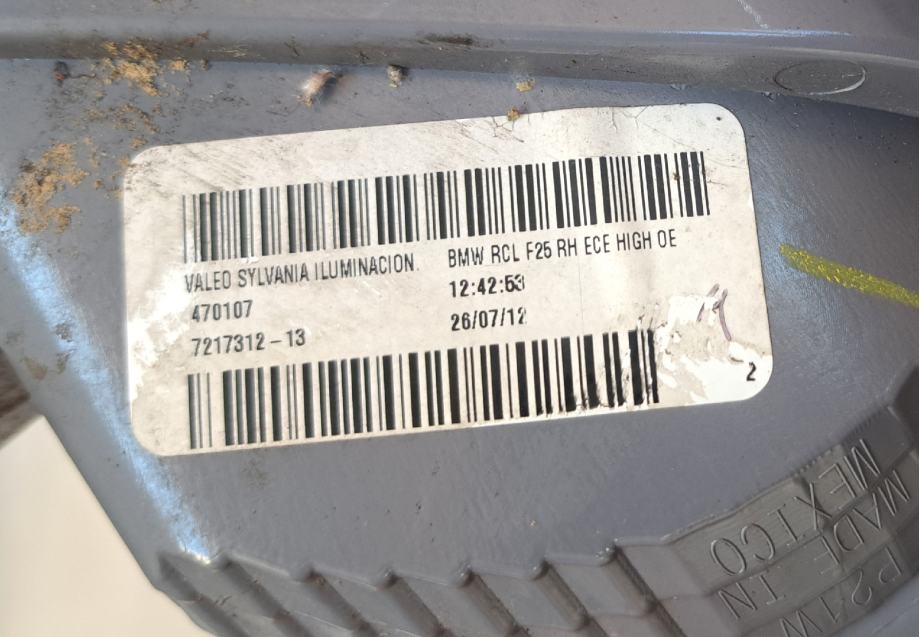 VALEO SYLVANIA ILUMINACION. BMW RCL F25 RH ECE HIGH OE
470107 12:42:53
7217312-13 26/07/12
2
MADE IN
MEXICO
P21W